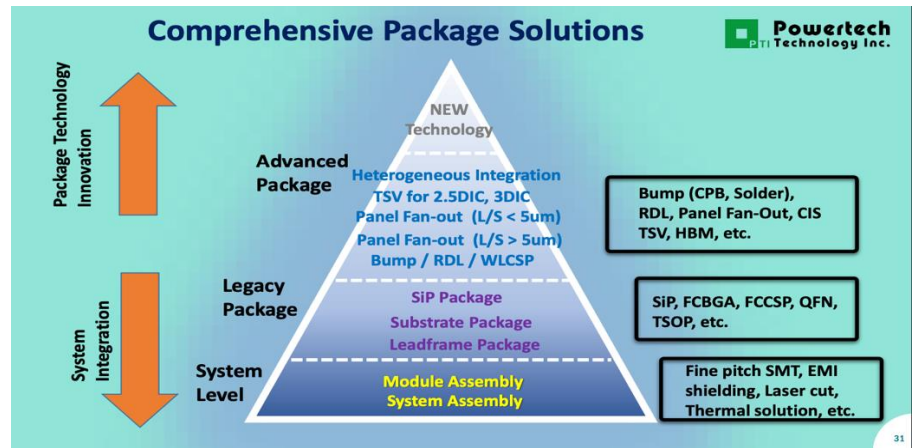 Comprehensive Package Solutions
PTI
Powertech
Technology Inc.
Package Technology
Innovation
System
Integration
Advanced
Package
Legacy
Package
System
Level
NEW
Technology
Heterogeneous Integration
TSV for 2.5DIC, 3DIC
Panel Fan-out (L/S < 5um)
Panel Fan-out (L/S > 5um)
Bump / RDL / WLCSP
SiP Package
Substrate Package
Leadframe Package
Module Assembly
System Assembly
Bump (CPB, Solder),
RDL, Panel Fan-Out, CIS
TSV, HBM, etc.
SiP, FCBGA, FCCSP, QFN,
TSOP, etc.
Fine pitch SMT, EMI
shielding, Laser cut,
Thermal solution, etc.
31